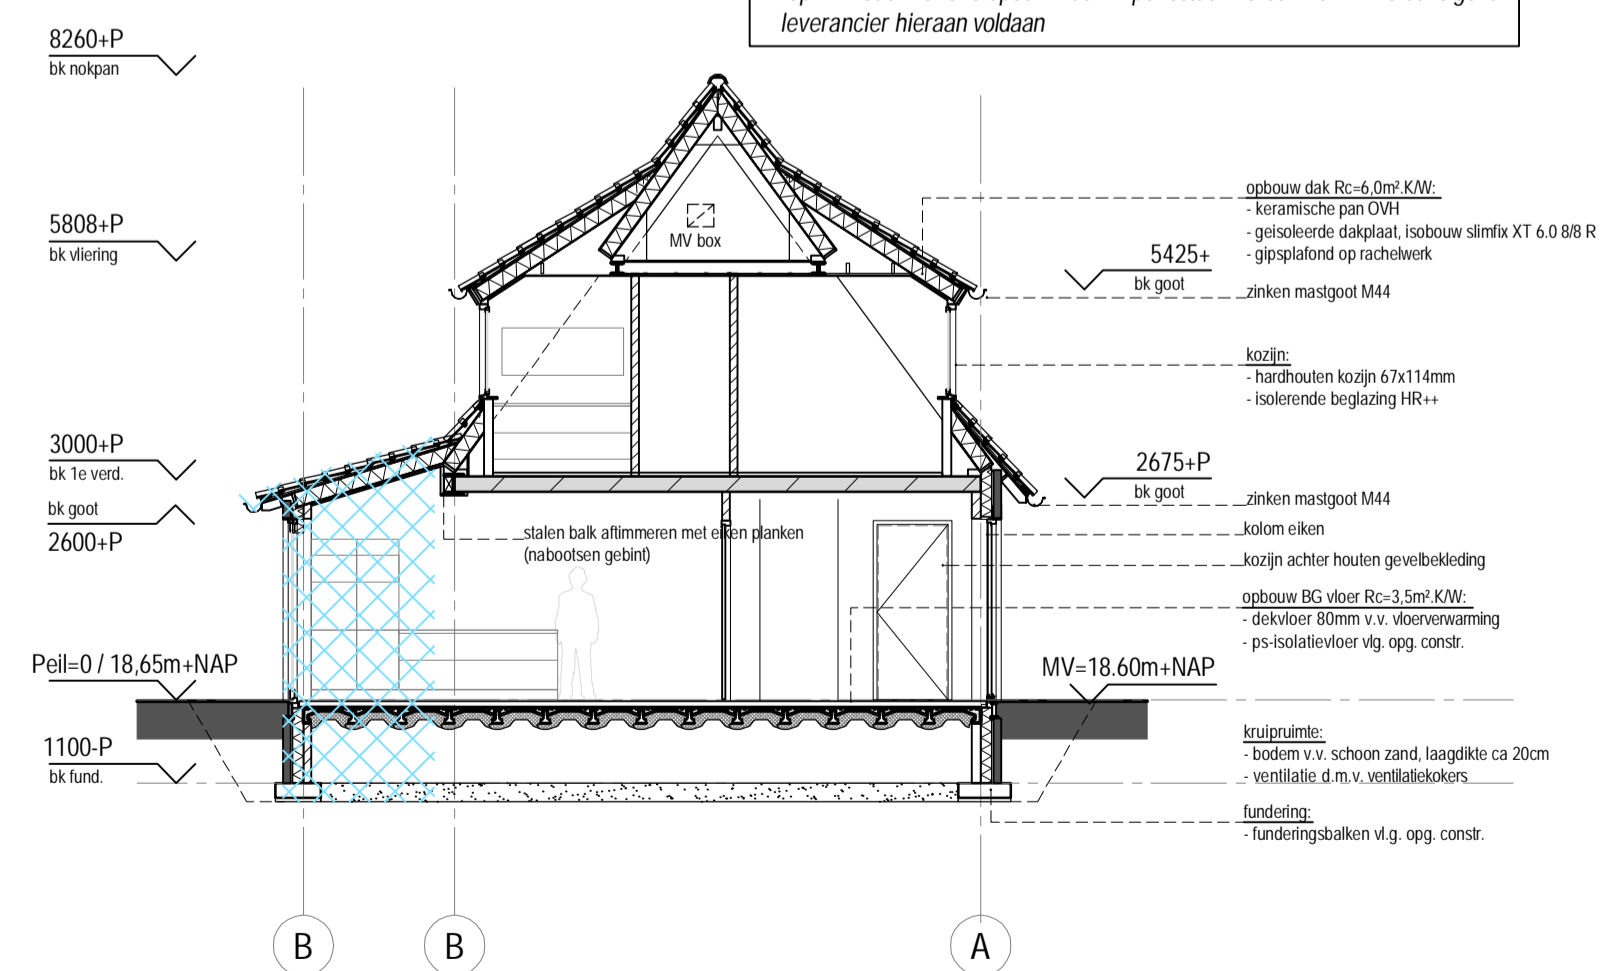 leverancier hieraan voldaan
8260+P
bk nokpan
5808+P
bk vliering
3000+P
bk 1e verd.
bk goot
2600+P
Peil=0 / 18,65m+NAP
1100-P
bk fund.
MV box
stalen balk aftimmeren met eiken planken
(nabootsen gebint)
opbouw dak Rc=6,0m².K/W:
- keramische pan OVH
- geisoleerde dakplaat, isobouw slimfix XT 6.0 8/8 R
- gipsplafond op rachelwerk
5425+
bk goot
zinken mastgoot M44
kozijn:
- hardhouten kozijn 67x114mm
- isolerende beglazing HR++
2675+P
bk goot
zinken mastgoot M44
kolom eiken
kozijn achter houten gevelbekleding
opbouw BG vloer Rc=3,5m².K/W:
- dekvloer 80mm v.v. vloerverwarming
- ps-isolatievloer vlg. opg. constr.
MV=18.60m+NAP
kruipruimte:
- bodem v.v. schoon zand, laagdikte ca 20cm
- ventilatie d.m.v. ventilatiekokers
fundering:
- funderingsbalken vl.g. opg. constr.
B
B
A